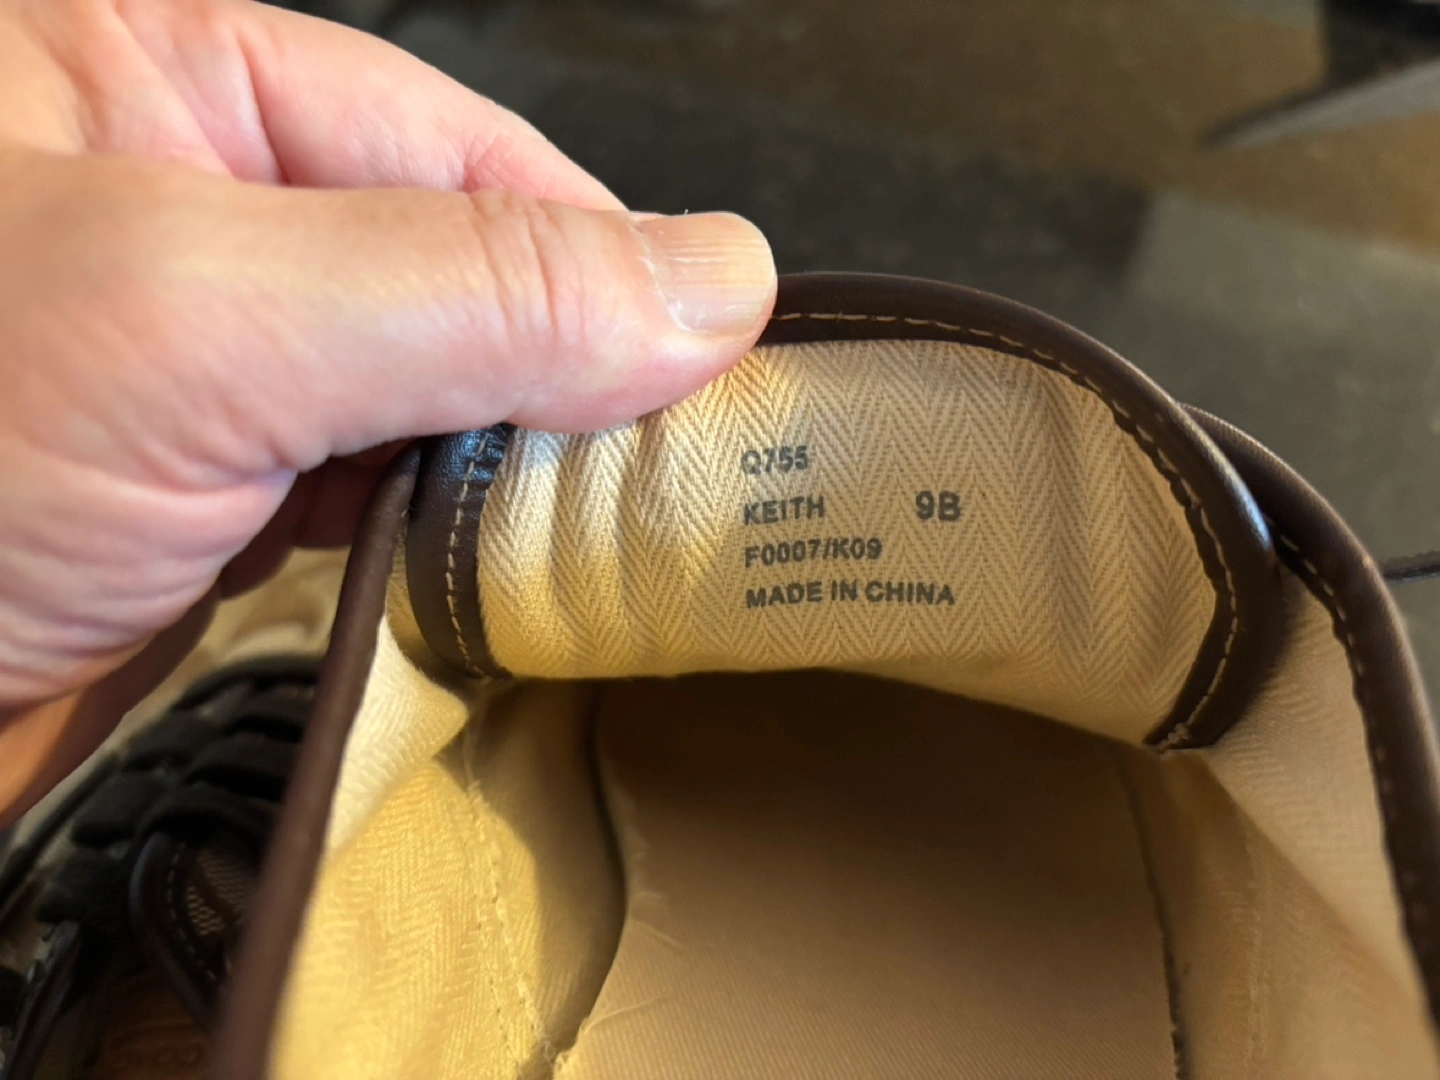 Q755
KEITH 9B
F0007/K09
MADE IN CHINA